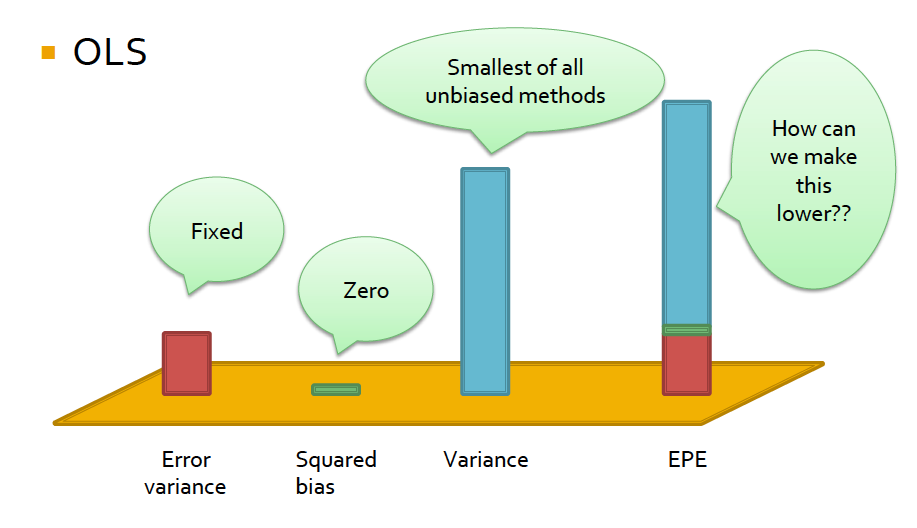 OLS
Smallest of all
unbiased methods
How can
we make
this
lower??
Fixed
Zero
Error
variance
Squared
bias
Variance
EPE